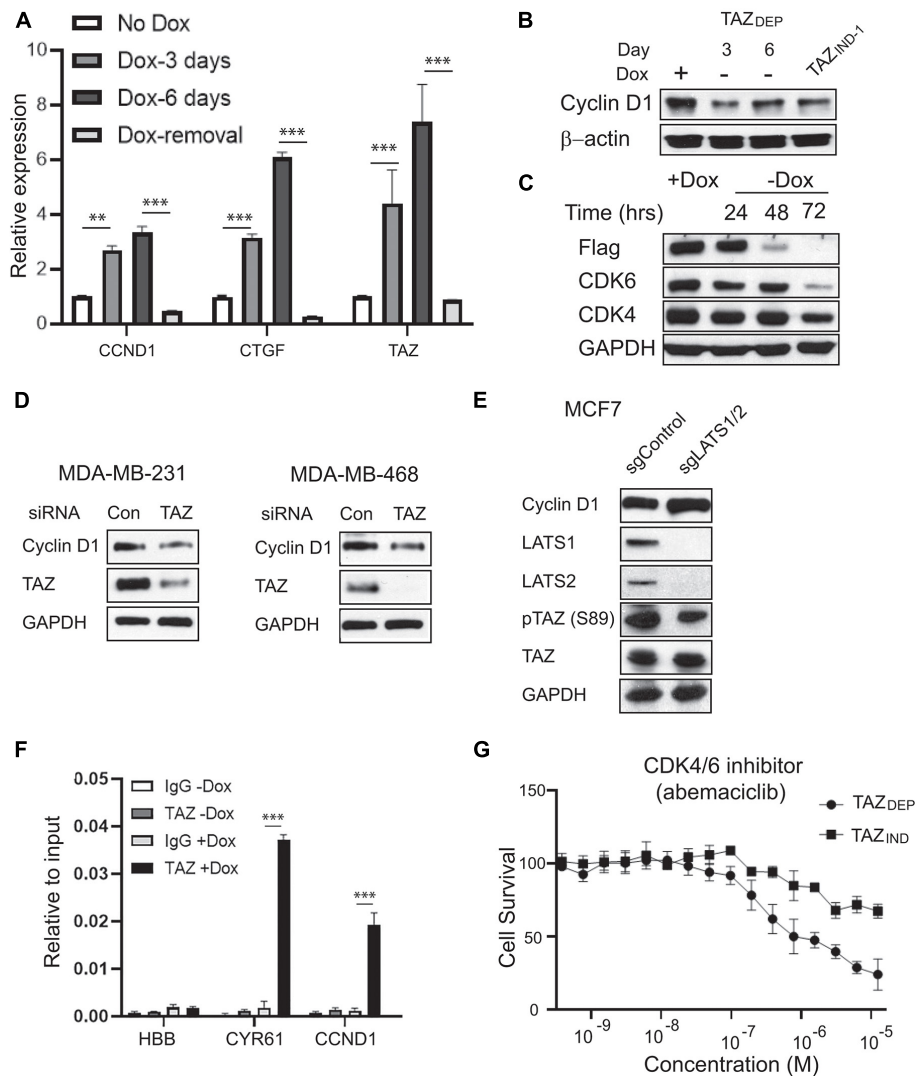 A
No Dox
Dox-3 days
Dox-6 days
Dox-removal
Relative expression
10
8
6
4
2
0
** *** *** *** *** ***
CCND1 CTGF TAZ
B
TAZDEP
Day 3 6 TAZIND-1
Dox + - -
Cyclin D1
β-actin
C
+Dox -Dox
Time (hrs) 24 48 72
Flag
CDK6
CDK4
GAPDH
D
MDA-MB-231
siRNA Con TAZ
Cyclin D1
TAZ
GAPDH
MDA-MB-468
siRNA Con TAZ
Cyclin D1
TAZ
GAPDH
E
MCF7
sgControl sgLATS1/2
Cyclin D1
LATS1
LATS2
pTAZ (S89)
TAZ
GAPDH
F
IgG -Dox
TAZ -Dox
IgG +Dox
TAZ +Dox
Relative to input
0.05
0.04
0.03
0.02
0.01
0.00
*** ***
HBB CYR61 CCND1
G
CDK4/6 inhibitor
(abemaciclib)
TAZDEP
TAZIND
Cell Survival
150
100
50
0
10-9 10-8 10-7 10-6 10-5
Concentration (M)